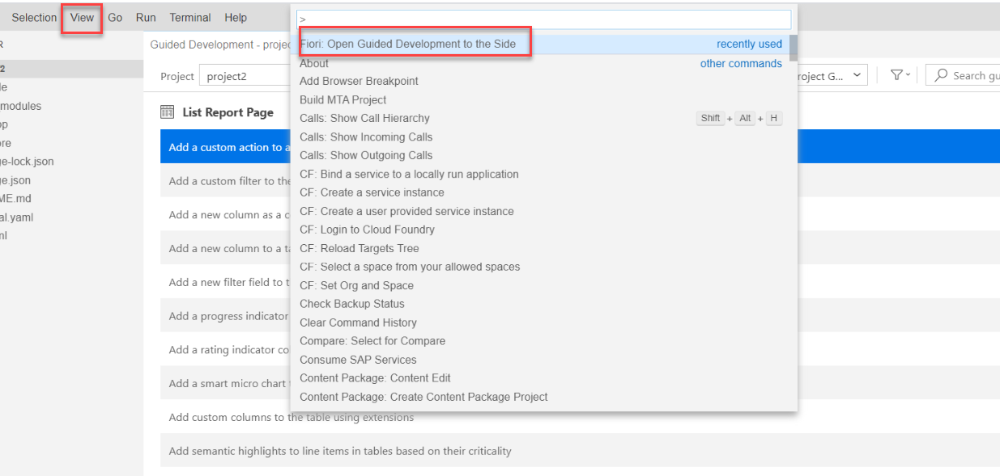 Selection View Go Run Terminal Help
>
R
Guided Development - projec
Fiori: Open Guided Development to the Side recently used
2
About other commands
Project project2
roject G...
Search gu
Add Browser Breakpoint
le
Build MTA Project
modules
List Report Page
Calls: Show Call Hierarchy Shift + Alt + H
op
Calls: Show Incoming Calls
ore
Add a custom action to a
Calls: Show Outgoing Calls
ge-lock.json
CF: Bind a service to a locally run application
ge.json
Add a custom filter to the
CF: Create a service instance
ME.md
CF: Create a user provided service instance
al.yaml
Add a new column as a c
CF: Login to Cloud Foundry
ml
CF: Reload Targets Tree
Add a new column to a ta
CF: Select a space from your allowed spaces
CF: Set Org and Space
Add a new filter field to t
Check Backup Status
Add a progress indicator
Clear Command History
Compare: Select for Compare
Add a rating indicator co
Consume SAP Services
Content Package: Content Edit
Add a smart micro chart
Content Package: Create Content Package Project
Add custom columns to the table using extensions
Add semantic highlights to line items in tables based on their criticality